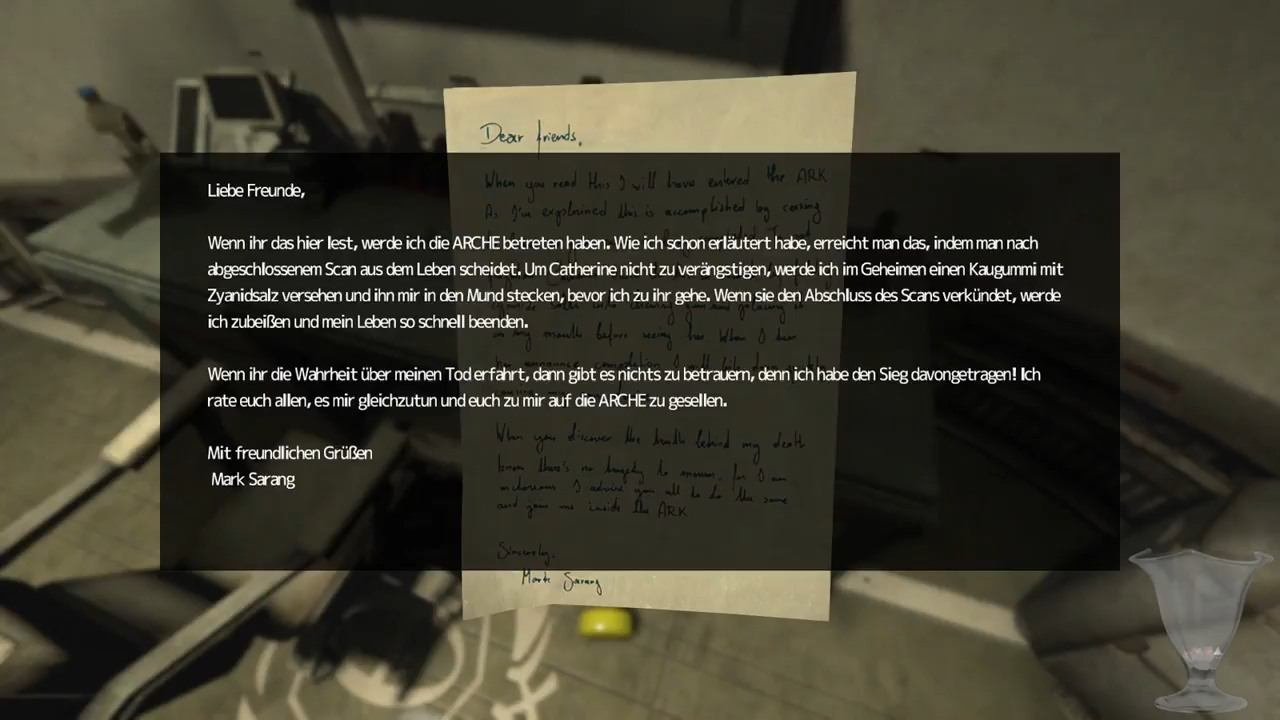 Dear friends,
When you read this I will have entered the ARK
As I've explained this is accomplished by ceasing
Liebe Freunde,
Wenn ihr das hier lest, werde ich die ARCHE betreten haben. Wie ich schon erläutert habe, erreicht man das, indem man nach
abgeschlossenem Scan aus dem Leben scheidet. Um Catherine nicht zu verängstigen, werde ich im Geheimen einen Kaugummi mit
Zyanidsalz versehen und ihn mir in den Mund stecken, bevor ich zu ihr gehe. Wenn sie den Abschluss des Scans verkündet, werde
ich zubeißen und mein Leben so schnell beenden.
Wenn ihr die Wahrheit über meinen Tod erfahrt, dann gibt es nichts zu betrauern, denn ich habe den Sieg davongetragen! Ich
rate euch allen, es mir gleichzutun und euch zu mir auf die ARCHE zu gesellen.
Mit freundlichen Grüßen
Mark Sarang
in my mouth before seeing her When I hear
When you discover the truth behind my death
know there's no tragedy to mourn, for I am
victorious I advise you all to do the same
and join me inside the ARK
Sincerely,
Mark Sarang